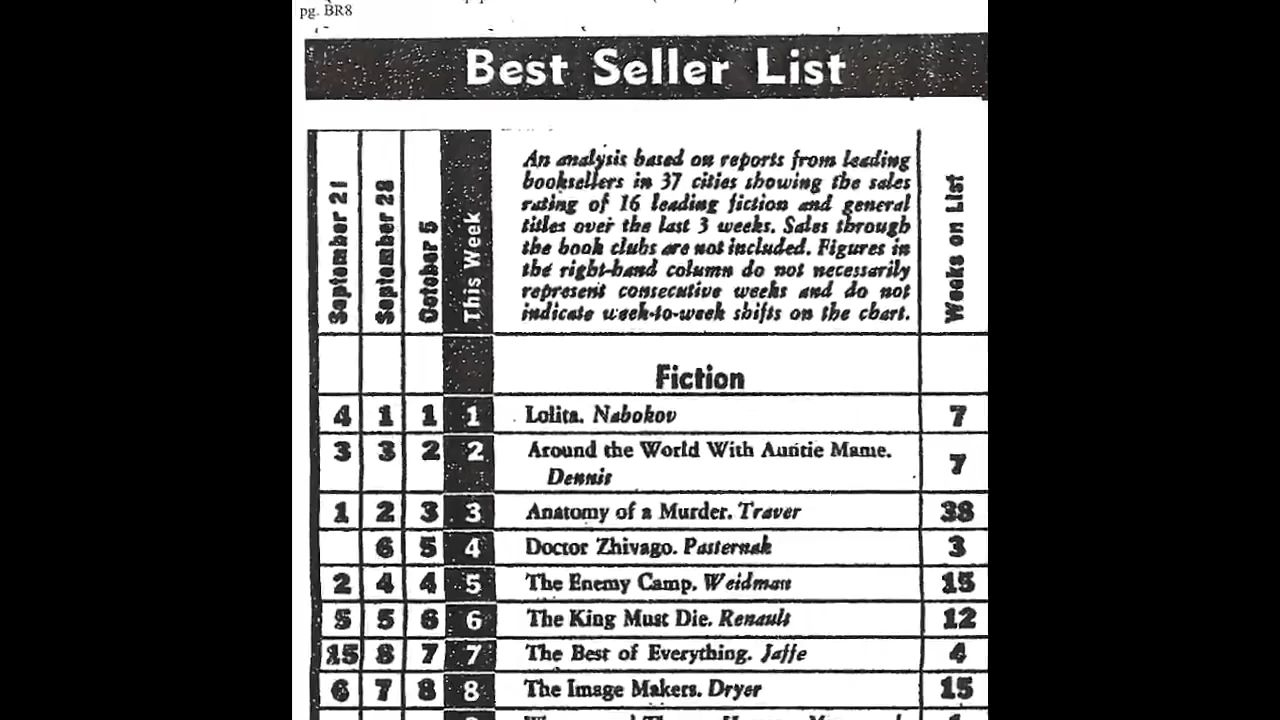 pg. BR8
Best Seller List
September 21
September 28
October 5
This Week
An analysis based on reports from leading
booksellers in 37 cities showing the sales
rating of 16 leading fiction and general
titles over the last 3 weeks. Sales through
the book clubs are not included. Figures in
the right-hand column do not necessarily
represent consecutive weeks and do not
indicate week-to-week shifts on the chart.
Weeks on List
Fiction
4 1 1 1 Lolita. Nabokov 7
3 3 2 2 Around the World With Auntie Mame.
Dennis 7
1 2 3 3 Anatomy of a Murder. Traver 38
6 5 4 Doctor Zhivago. Pasternak 3
2 4 4 5 The Enemy Camp. Weidman 15
5 5 6 6 The King Must Die. Renault 12
15 8 7 7 The Best of Everything. Jaffe 4
6 7 8 8 The Image Makers. Dryer 15